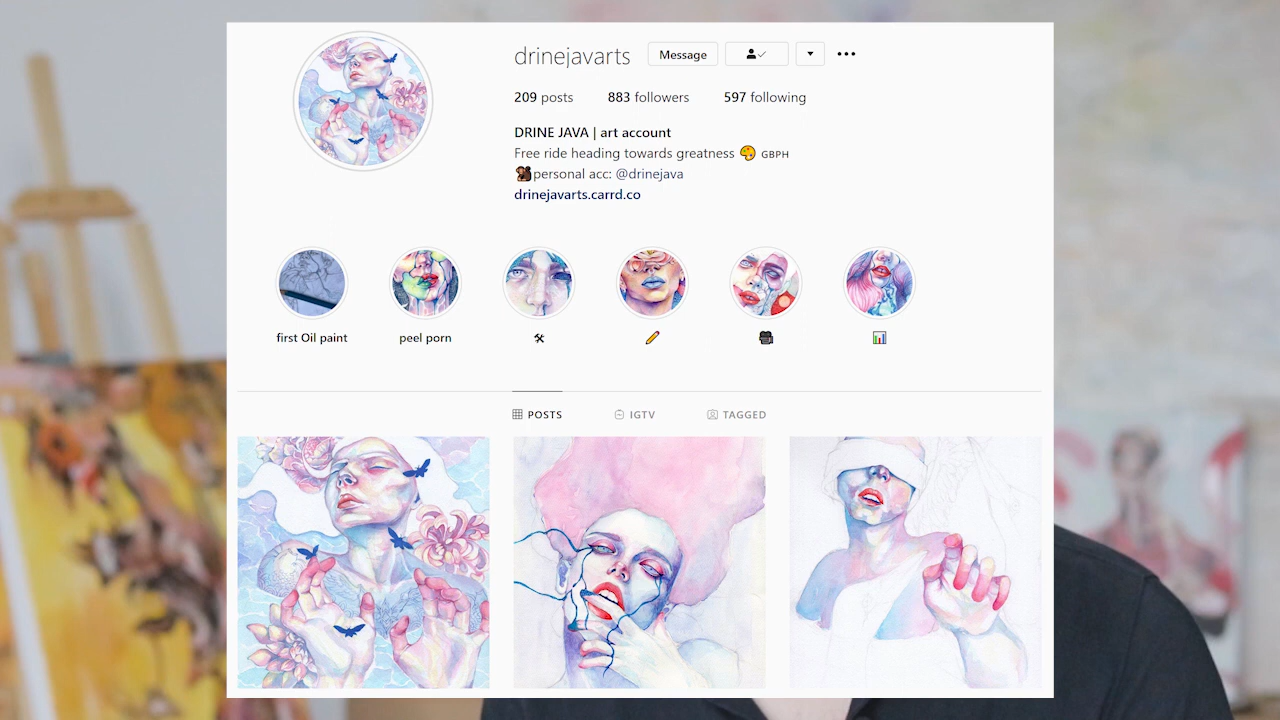 drinejavarts Message
209 posts 883 followers 597 following
DRINE JAVA | art account
Free ride heading towards greatness 🎨 GBPH
🐿️personal acc: @drinejava
drinejavarts.carrd.co
first Oil paint peel porn 🛠 ✏️ 🎥 📊
POSTS IGTV TAGGED